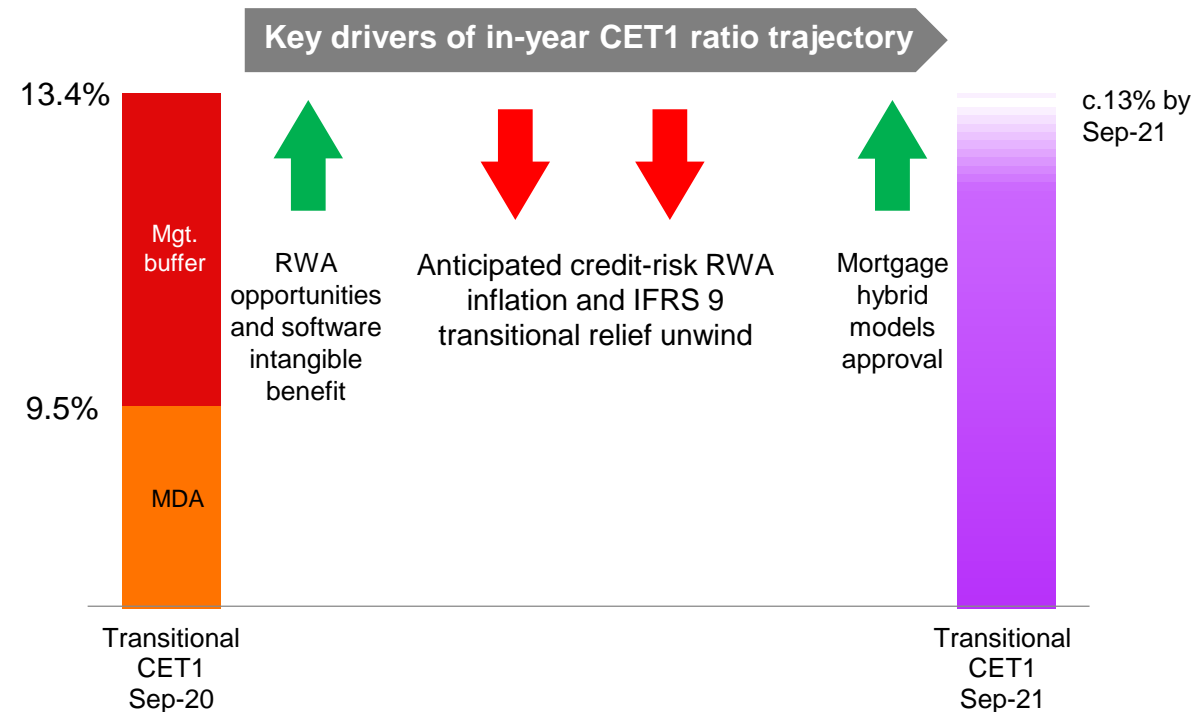 Key drivers of in-year CET1 ratio trajectory
13.4%
c.13% by
Sep-21
Mgt.
buffer
RWA
opportunities
and software
intangible
benefit
Anticipated credit-risk RWA
inflation and IFRS 9
transitional relief unwind
Mortgage
hybrid
models
approval
9.5%
MDA
Transitional
CET1
Sep-20
Transitional
CET1
Sep-21